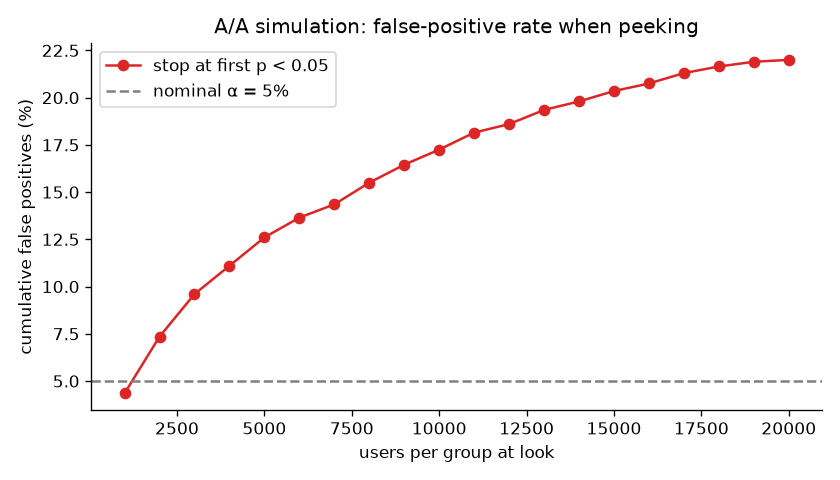 A/A simulation: false-positive rate when peeking
stop at first p < 0.05
nominal α = 5%
cumulative false positives (%)
22.5
20.0
17.5
15.0
12.5
10.0
7.5
5.0
2500 5000 7500 10000 12500 15000 17500 20000
users per group at look